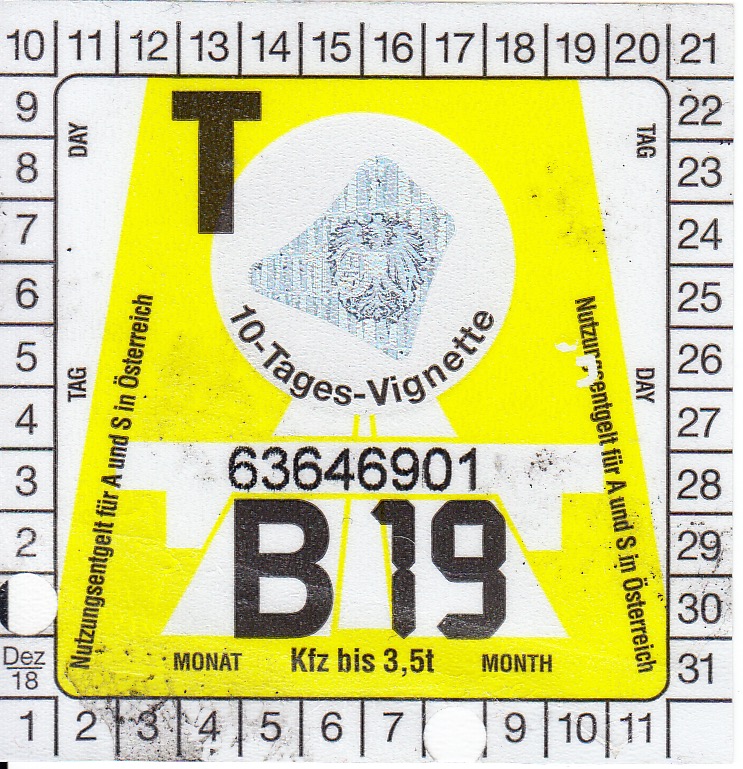 10 11 12 13 14 15 16 17 18 19 20 21
9
8
7
6
5
4
3
2
Dez
18
DAY
TAG
Nutzungsentgelt für A und S in Österreich
T
10-Tages-Vignette
63646901
B 19
MONAT Kfz bis 3,5t MONTH
TAG
DAY
Nutzungsentgelt für A und S in Österreich
22
23
24
25
26
27
28
29
30
31
1 2 3 4 5 6 7 9 10 11